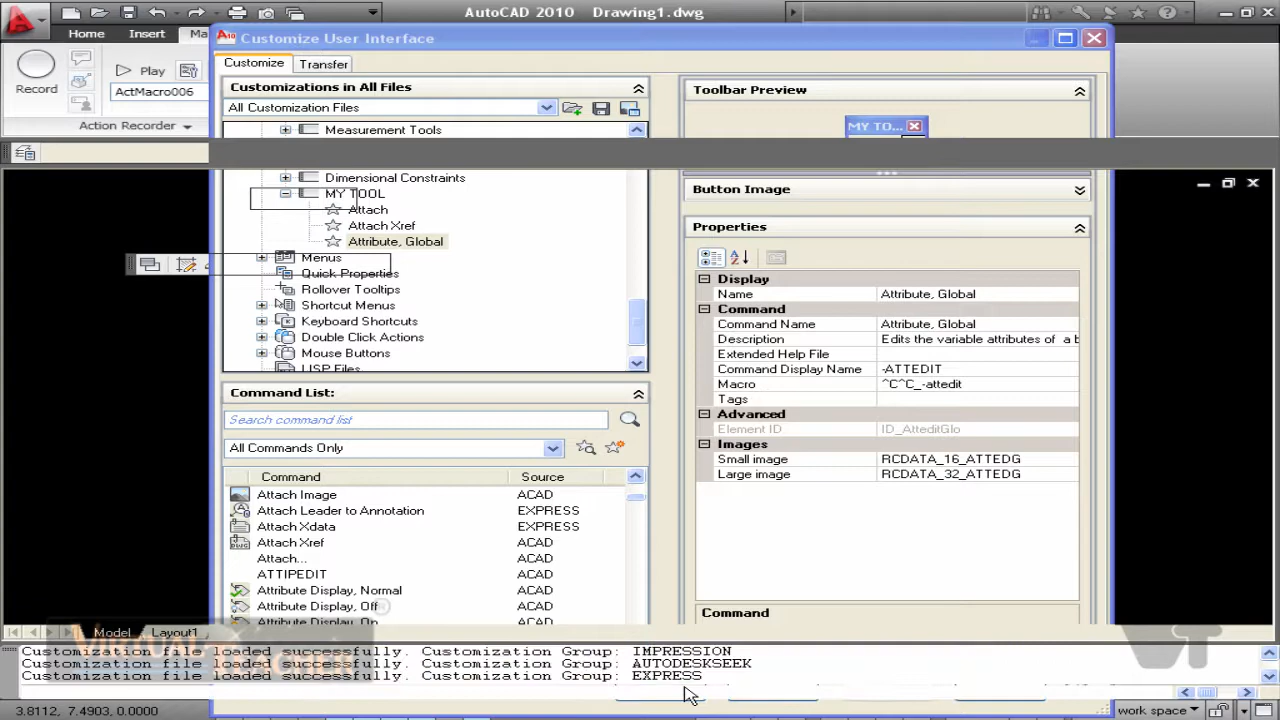 AutoCAD 2010 Drawing1.dwg
Home Insert Ma
Customize User Interface
Customize Transfer
Record
Play
ActMacro006
Action Recorder
Customizations in All Files
All Customization Files
Measurement Tools
Dimensional Constraints
MY TOOL
Attach
Attach Xref
Attribute, Global
Menus
Quick Properties
Rollover Tooltips
Shortcut Menus
Keyboard Shortcuts
Double Click Actions
Mouse Buttons
LISP Files
Command List:
Search command list
All Commands Only
Command Source
Attach Image ACAD
Attach Leader to Annotation EXPRESS
Attach Xdata EXPRESS
Attach Xref ACAD
Attach... ACAD
ATTIPEDIT ACAD
Attribute Display, Normal ACAD
Attribute Display, Off ACAD
Attribute Display, On ACAD
Toolbar Preview
MY TO...
Button Image
Properties
Display
Name Attribute, Global
Command
Command Name Attribute, Global
Description Edits the variable attributes of a b
Extended Help File
Command Display Name -ATTEDIT
Macro ^C^C_-attedit
Tags
Advanced
Element ID ID_AtteditGlo
Images
Small image RCDATA_16_ATTEDG
Large image RCDATA_32_ATTEDG
Command
Model Layout1
Customization file loaded successfully. Customization Group: IMPRESSION
Customization file loaded successfully. Customization Group: AUTODESKSEEK
Customization file loaded successfully. Customization Group: EXPRESS
3.8112, 7.4903, 0.0000
work space